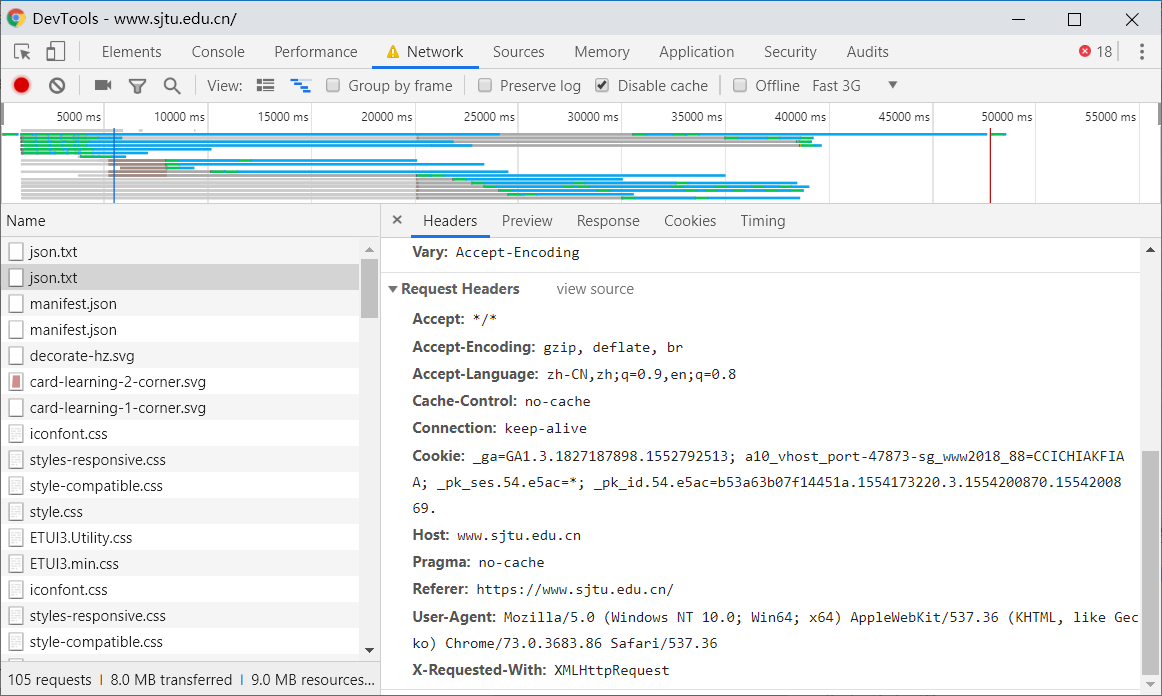 DevTools - www.sjtu.edu.cn/
Elements Console Performance Network Sources Memory Application Security Audits 18
View: Group by frame Preserve log Disable cache Offline Fast 3G
5000 ms 10000 ms 15000 ms 20000 ms 25000 ms 30000 ms 35000 ms 40000 ms 45000 ms 50000 ms 55000 ms
Name
json.txt
json.txt
manifest.json
manifest.json
decorate-hz.svg
card-learning-2-corner.svg
card-learning-1-corner.svg
iconfont.css
styles-responsive.css
style-compatible.css
style.css
ETUI3.Utility.css
ETUI3.min.css
iconfont.css
styles-responsive.css
style-compatible.css
105 requests 8.0 MB transferred 9.0 MB resources...
Headers Preview Response Cookies Timing
Vary: Accept-Encoding
Request Headers view source
Accept: */*
Accept-Encoding: gzip, deflate, br
Accept-Language: zh-CN,zh;q=0.9,en;q=0.8
Cache-Control: no-cache
Connection: keep-alive
Cookie: _ga=GA1.3.1827187898.1552792513; a10_vhost_port-47873-sg_www2018_88=CCICHIAKFIA
A; _pk_ses.54.e5ac=*; _pk_id.54.e5ac=b53a63b07f14451a.1554173220.3.1554200870.15542008
69.
Host: www.sjtu.edu.cn
Pragma: no-cache
Referer: https://www.sjtu.edu.cn/
User-Agent: Mozilla/5.0 (Windows NT 10.0; Win64; x64) AppleWebKit/537.36 (KHTML, like Gec
ko) Chrome/73.0.3683.86 Safari/537.36
X-Requested-With: XMLHttpRequest